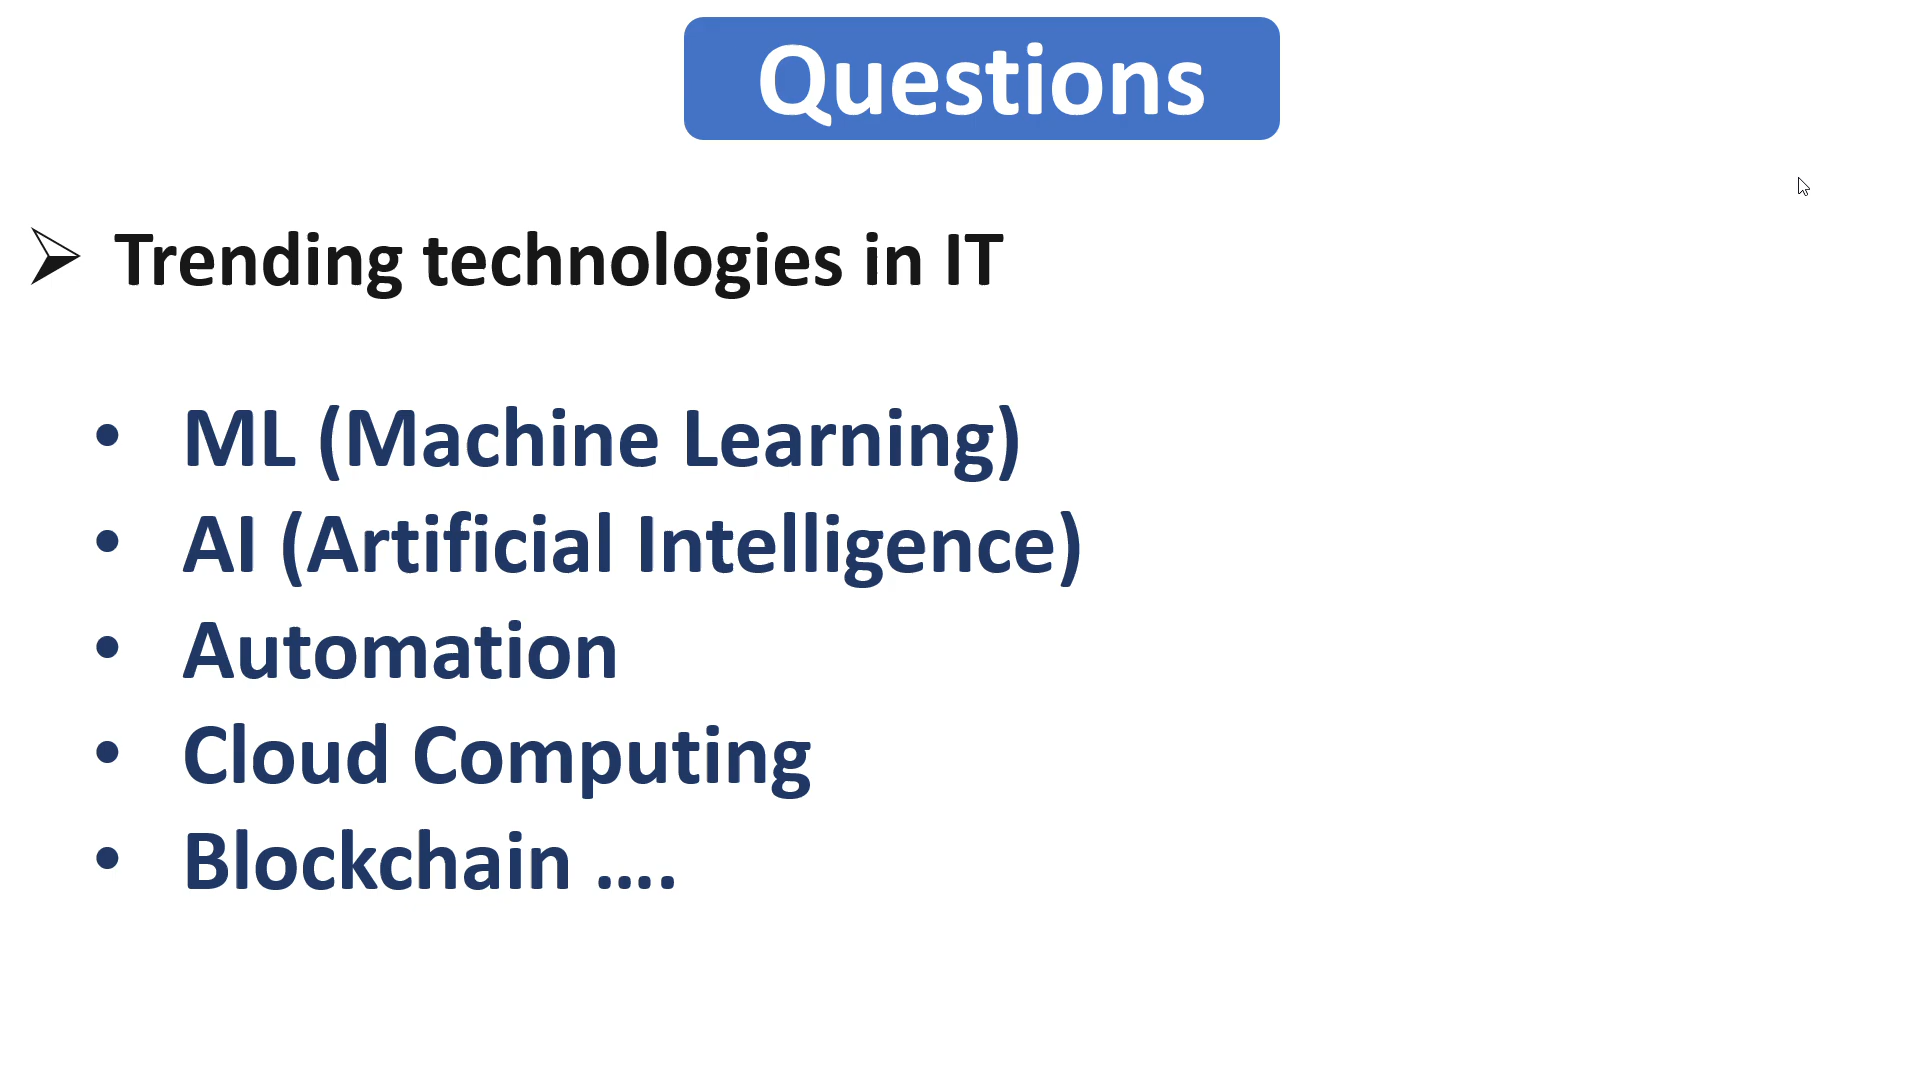 Questions
➢ Trending technologies in IT
• ML (Machine Learning)
• AI (Artificial Intelligence)
• Automation
• Cloud Computing
• Blockchain ....